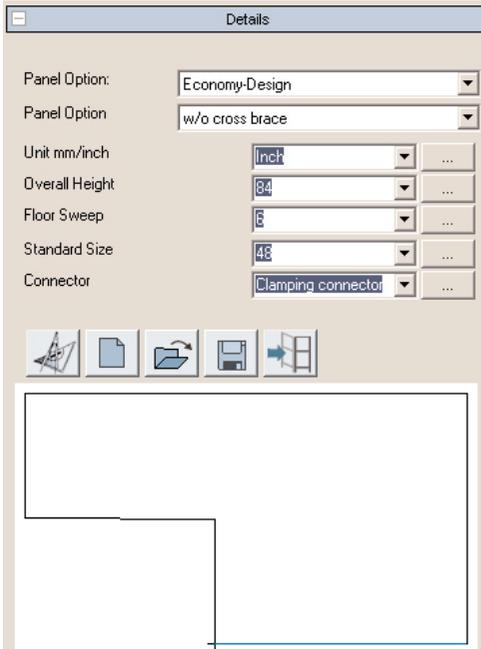 Details
Panel Option: Economy-Design
Panel Option w/o cross brace
Unit mm/inch Inch ...
Overall Height 84 ...
Floor Sweep 6 ...
Standard Size 48 ...
Connector Clamping connector ...